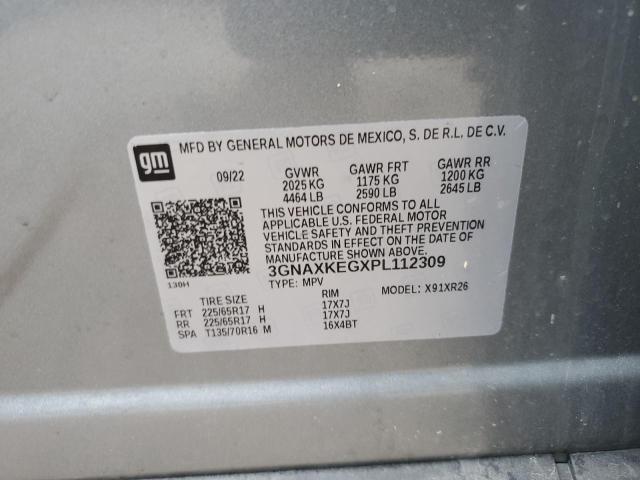 gm
MFD BY GENERAL MOTORS DE MEXICO, S. DE R.L. DE C.V.
09/22 GVWR GAWR FRT GAWR RR
2025 KG 1175 KG 1200 KG
4464 LB 2590 LB 2645 LB
THIS VEHICLE CONFORMS TO ALL
APPLICABLE U.S. FEDERAL MOTOR
VEHICLE SAFETY AND THEFT PREVENTION
STANDARDS IN EFFECT ON THE DATE OF
MANUFACTURE SHOWN ABOVE.
3GNAXKEGXPL112309
130H
TYPE: MPV MODEL: X91XR26
TIRE SIZE RIM
FRT 225/65R17 H 17X7J
RR 225/65R17 H 17X7J
SPA T135/70R16 M 16X4BT